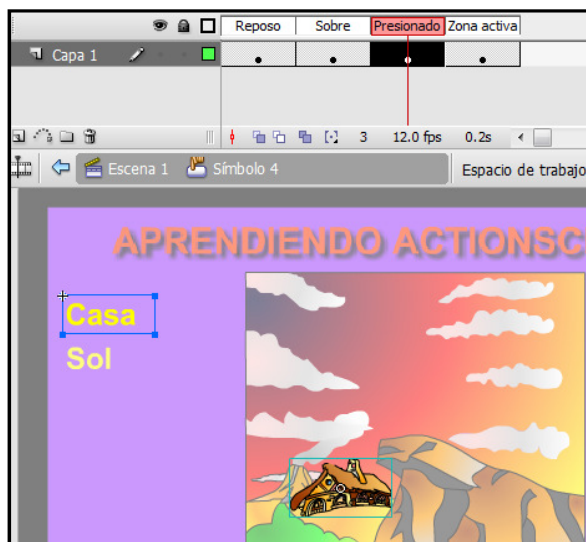 Reposo Sobre Presionado Zona activa
Capa 1
3 12.0 fps 0.2s
Escena 1 Símbolo 4 Espacio de trabajo
APRENDIENDO ACTIONSC
Casa
Sol